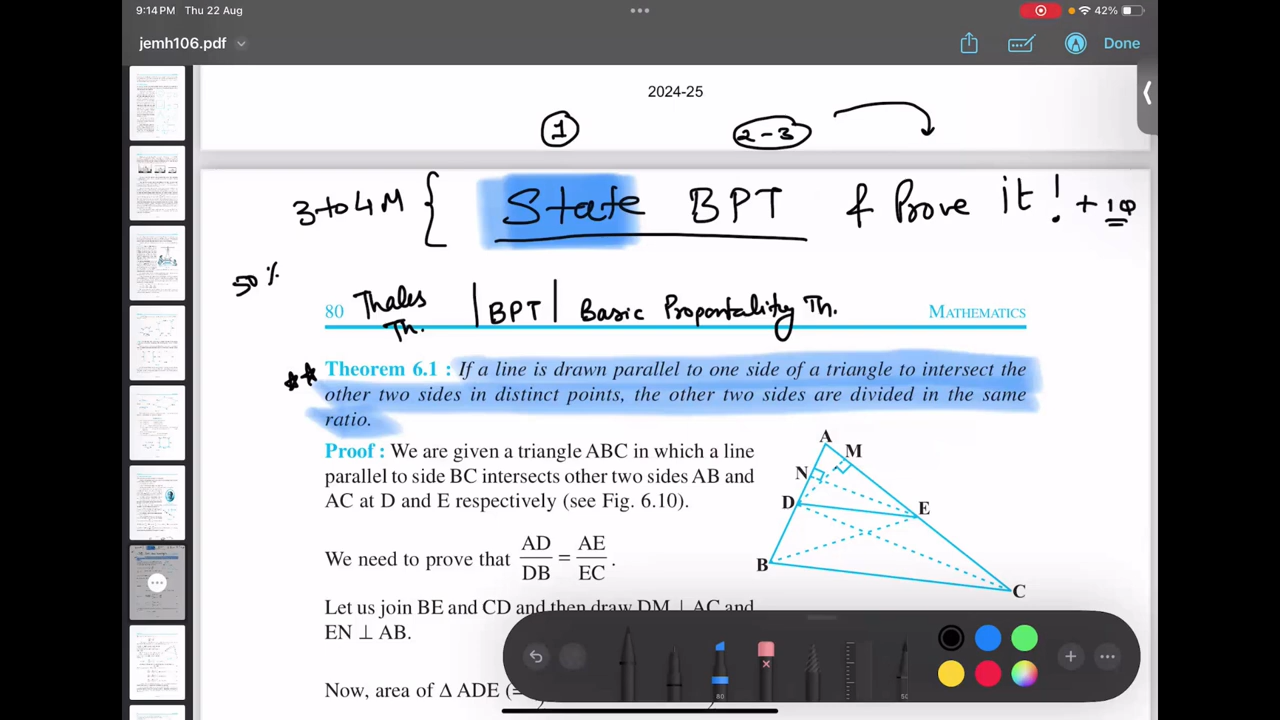 9:14 PM Thu 22 Aug
42%
jemh106.pdf
Done
2024-25
1
2-3
3 to 4 M { State BPT & Prove it! + 1Q
50%
80 Thales Th. |BPT| Basic Propotality Th. MATHEMATICS
Theorem 6.1 : If a line is drawn parallel to one side of a triangle to intersect the
other two sides in distinct points, the other two sides are divided in the same
ratio.
Proof : We are given a triangle ABC in which a line
parallel to side BC intersects other two sides AB and
AC at D and E respectively (see Fig. 6.10).
We need to prove that AD/DB = AE/EC .
Let us join BE and CD and then draw DM ⊥ AC and
EN ⊥ AB.
Now, area of Δ ADE (=
A
M
N
D
E
B
C
80
50